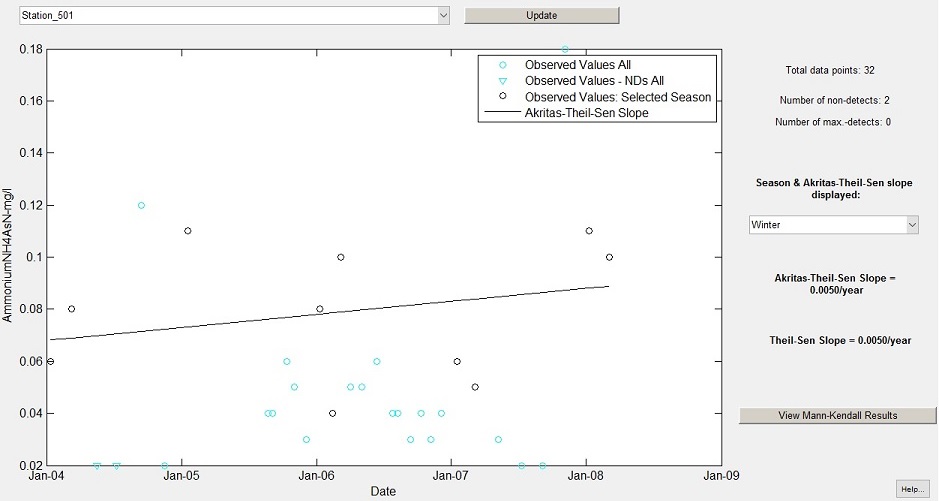 Station_501
Update
0.18
0.16
0.14
0.12
0.1
0.08
0.06
0.04
0.02
AmmoniumNH4AsN-mg/l
Jan-04 Jan-05 Jan-06 Jan-07 Jan-08 Jan-09
Date
Observed Values All
Observed Values - NDs All
Observed Values: Selected Season
Akritas-Theil-Sen Slope
Total data points: 32
Number of non-detects: 2
Number of max.-detects: 0
Season & Akritas-Theil-Sen slope
displayed:
Winter
Akritas-Theil-Sen Slope =
0.0050/year
Theil-Sen Slope = 0.0050/year
View Mann-Kendall Results
Help...